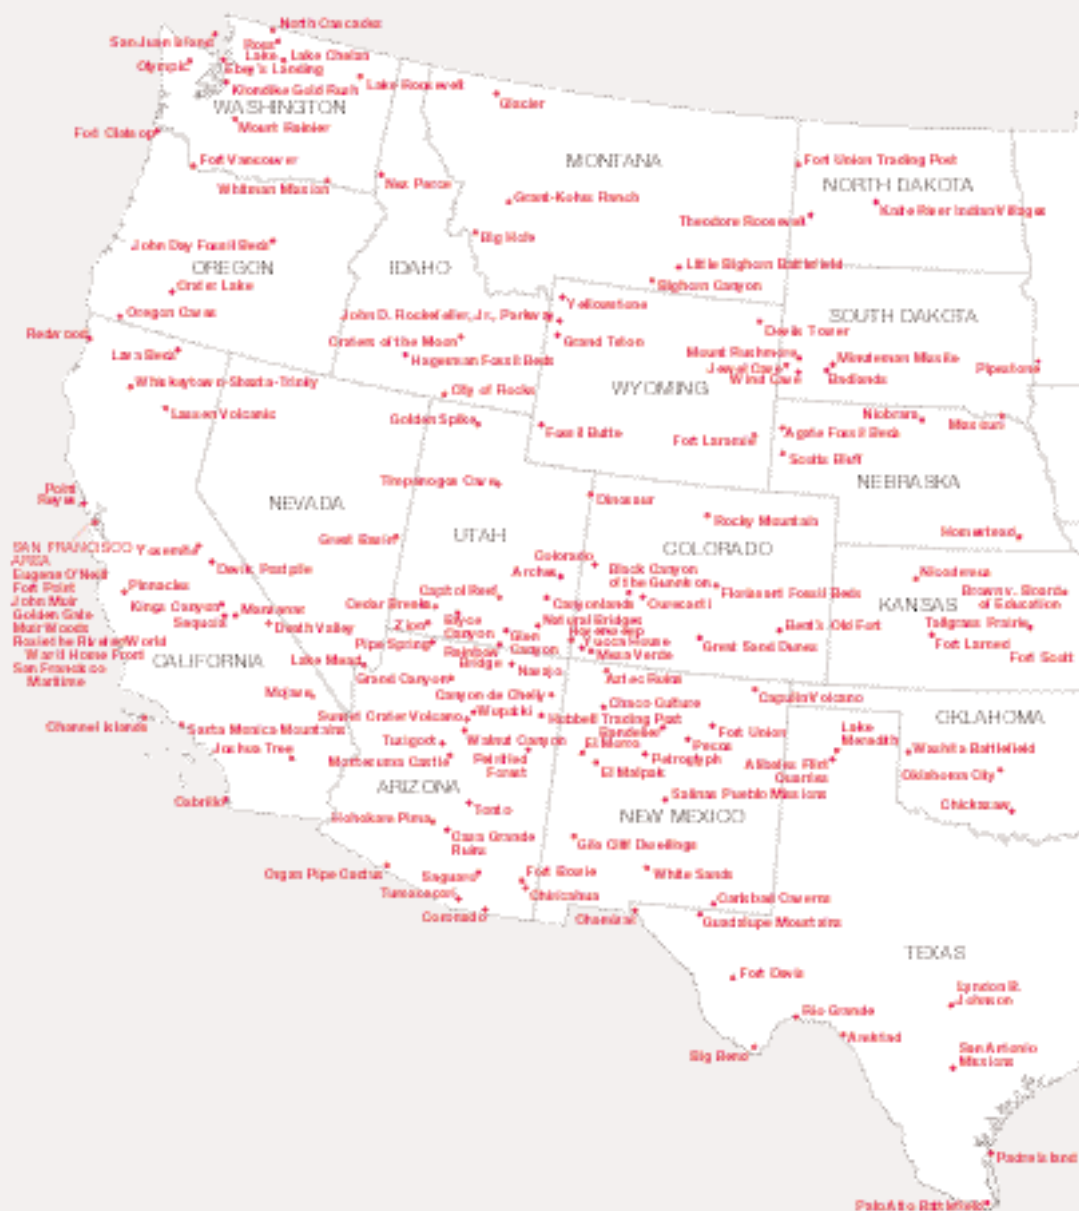 North Cascades
San Juan Island
Ross
Lake
Lake Chelan
Olympic
Ebey's Landing
Lake Roosevelt
Klondike Gold Rush
Glacier
WASHINGTON
Mount Rainier
Fort Clatsop
Fort Vancouver
MONTANA
Fort Union Trading Post
Whitman Mission
Nez Perce
NORTH DAKOTA
Grant-Kohrs Ranch
Knife River Indian Villages
Theodore Roosevelt
Big Hole
John Day Fossil Beds
OREGON
IDAHO
Little Bighorn Battlefield
Crater Lake
Bighorn Canyon
Yellowstone
Oregon Caves
John D. Rockefeller, Jr., Parkway
SOUTH DAKOTA
Redwood
Craters of the Moon
Grand Teton
Devils Tower
Lava Beds
Hagerman Fossil Beds
Mount Rushmore
Jewel Cave
Wind Cave
Minuteman Missile
Badlands
Pipestone
Whiskeytown-Shasta-Trinity
City of Rocks
WYOMING
Lassen Volcanic
Golden Spike
Fossil Butte
Niobrara
Missouri
Fort Laramie
Agate Fossil Beds
Scotts Bluff
Timpanogos Cave
NEBRASKA
Point
Reyes
NEVADA
Dinosaur
Rocky Mountain
UTAH
Homestead
Great Basin
COLORADO
SAN FRANCISCO
AREA
Eugene O'Neill
Fort Point
John Muir
Golden Gate
Muir Woods
Rosie the Riveter World
War II Home Front
San Francisco
Maritime
Yosemite
Devils Postpile
Colorado
Arches
Black Canyon
of the Gunnison
Nicodemus
Pinnacles
Capitol Reef
Florissant Fossil Beds
Brown v. Board
of Education
Kings Canyon
Manzanar
Cedar Breaks
Canyonlands
Curecanti
KANSAS
Sequoia
Death Valley
Zion
Bryce
Canyon
Natural Bridges
Hovenweep
Bent's Old Fort
Tallgrass Prairie
Pipe Spring
Rainbow
Bridge
Glen
Canyon
Yucca House
Mesa Verde
Great Sand Dunes
Fort Larned
Fort Scott
CALIFORNIA
Lake Mead
Navajo
Grand Canyon
Aztec Ruins
Mojave
Canyon de Chelly
Capulin Volcano
Chaco Culture
Channel Islands
Santa Monica Mountains
Sunset Crater Volcano
Wupatki
Hubbell Trading Post
Bandelier
Fort Union
Lake
Meredith
OKLAHOMA
Joshua Tree
Tuzigoot
Walnut Canyon
El Morro
Pecos
Washita Battlefield
Montezuma Castle
Petrified
Forest
Petroglyph
El Malpais
Alibates Flint
Quarries
Oklahoma City
ARIZONA
Salinas Pueblo Missions
Cabrillo
Tonto
Chickasaw
Hohokam Pima
NEW MEXICO
Casa Grande
Ruins
Gila Cliff Dwellings
Organ Pipe Cactus
Saguaro
Fort Bowie
White Sands
Tumacacori
Chiricahua
Carlsbad Caverns
Coronado
Chamizal
Guadalupe Mountains
TEXAS
Fort Davis
Lyndon B.
Johnson
Rio Grande
Amistad
Big Bend
San Antonio
Missions
Padre Island
Palo Alto Battlefield